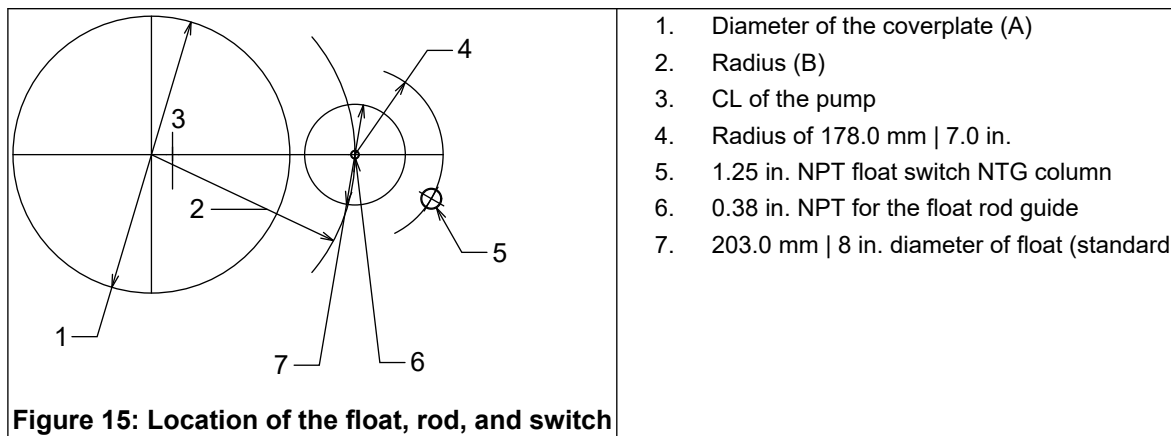 4
3
2
5
1
7
6
Figure 15: Location of the float, rod, and switch
1. Diameter of the coverplate (A)
2. Radius (B)
3. CL of the pump
4. Radius of 178.0 mm | 7.0 in.
5. 1.25 in. NPT float switch NTG column
6. 0.38 in. NPT for the float rod guide
7. 203.0 mm | 8 in. diameter of float (standard